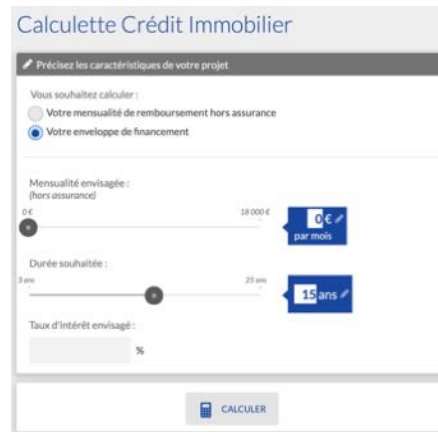 Calculette Crédit Immobilier
Précisez les caractéristiques de votre projet
Vous souhaitez calculer :
Votre mensualité de remboursement hors assurance
Votre enveloppe de financement
Mensualité envisagée :
(hors assurance)
0 € 18 000 €
0 €
par mois
Durée souhaitée :
3 ans 25 ans
15 ans
Taux d'intérêt envisagé :
%
CALCULER